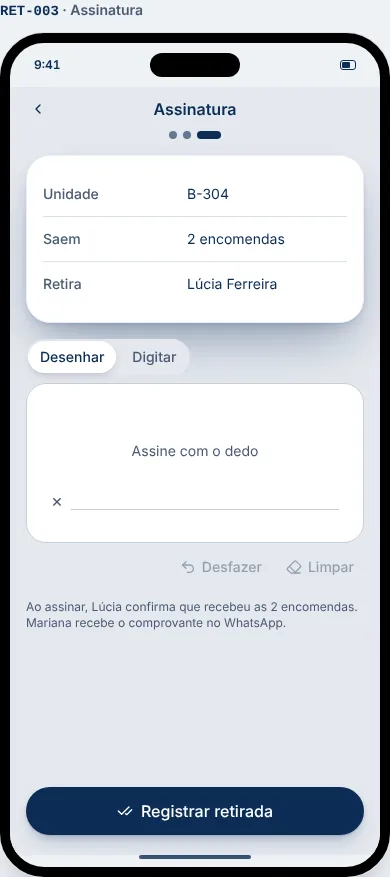 RET-003 · Assinatura
9:41
Assinatura
Unidade B-304
Saem 2 encomendas
Retira Lúcia Ferreira
Desenhar Digitar
Assine com o dedo
×
Desfazer Limpar
Ao assinar, Lúcia confirma que recebeu as 2 encomendas.
Mariana recebe o comprovante no WhatsApp.
Registrar retirada